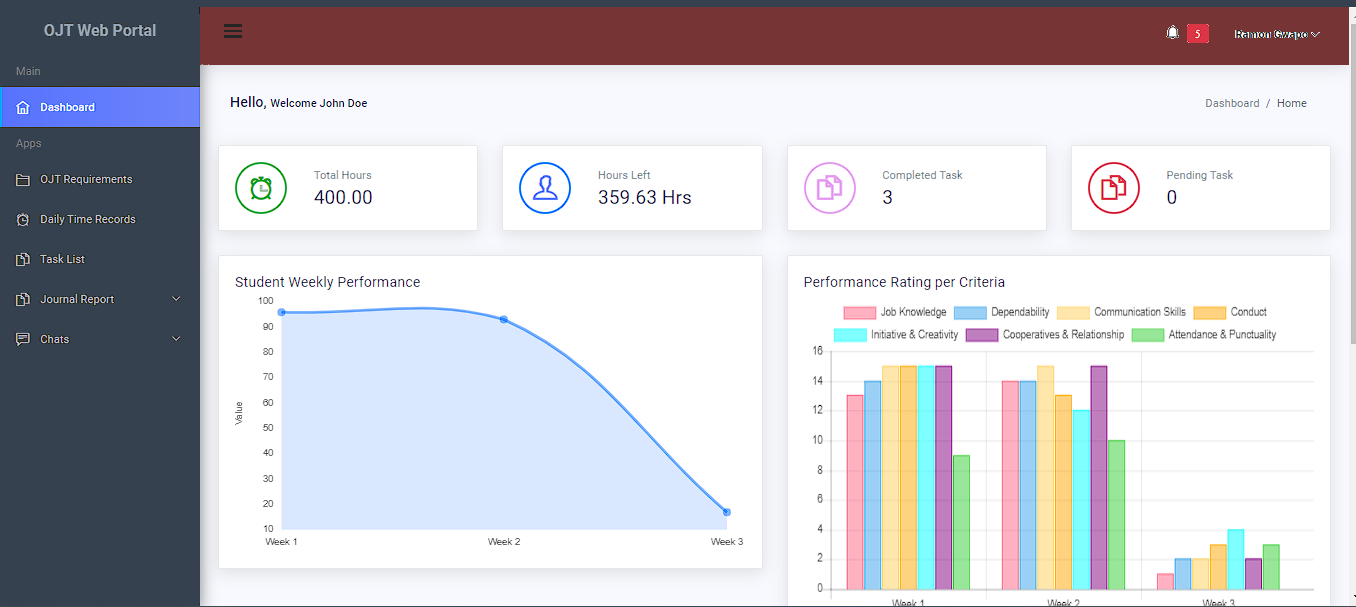 OJT Web Portal
5
Ramon Gwapo
Main
Dashboard
Apps
OJT Requirements
Daily Time Records
Task List
Journal Report
Chats
Hello, Welcome John Doe
Dashboard / Home
Total Hours
400.00
Hours Left
359.63 Hrs
Completed Task
3
Pending Task
0
Student Weekly Performance
100
90
80
70
60
50
40
30
20
10
Value
Week 1 Week 2 Week 3
Performance Rating per Criteria
Job Knowledge Dependability Communication Skills Conduct
Initiative & Creativity Cooperatives & Relationship Attendance & Punctuality
16
14
12
10
8
6
4
2
0
Week 1 Week 2 Week 3